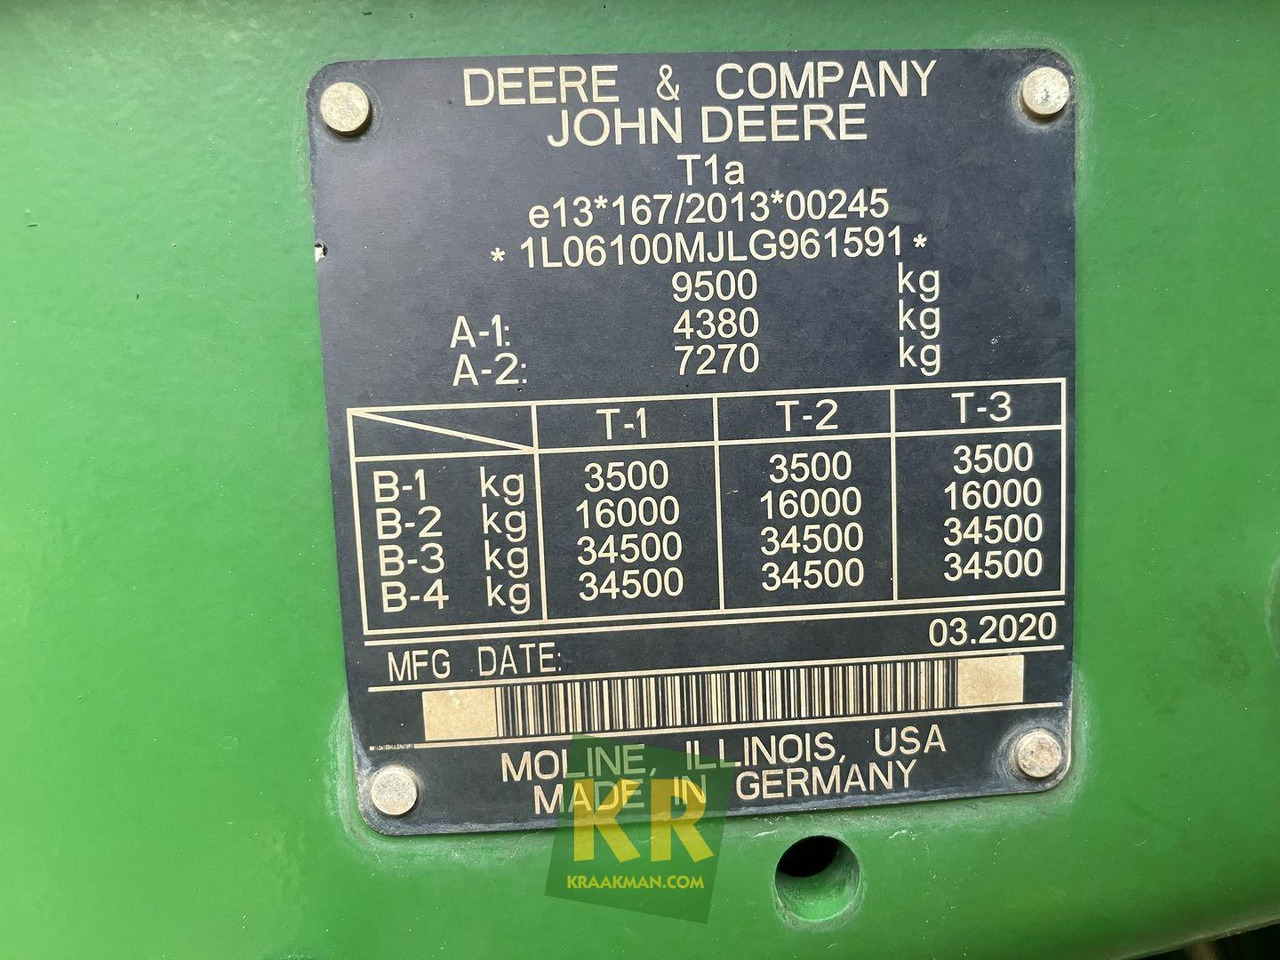 DEERE & COMPANY
JOHN DEERE
T1a
e13*167/2013*00245
* 1L06100MJLG961591 *
9500 kg
A-1: 4380 kg
A-2: 7270 kg
T-1 T-2 T-3
B-1 kg 3500 3500 3500
B-2 kg 16000 16000 16000
B-3 kg 34500 34500 34500
B-4 kg 34500 34500 34500
MFG DATE: 03.2020
MOLINE, ILLINOIS, USA
MADE IN GERMANY
KR
KRAAKMAN.COM